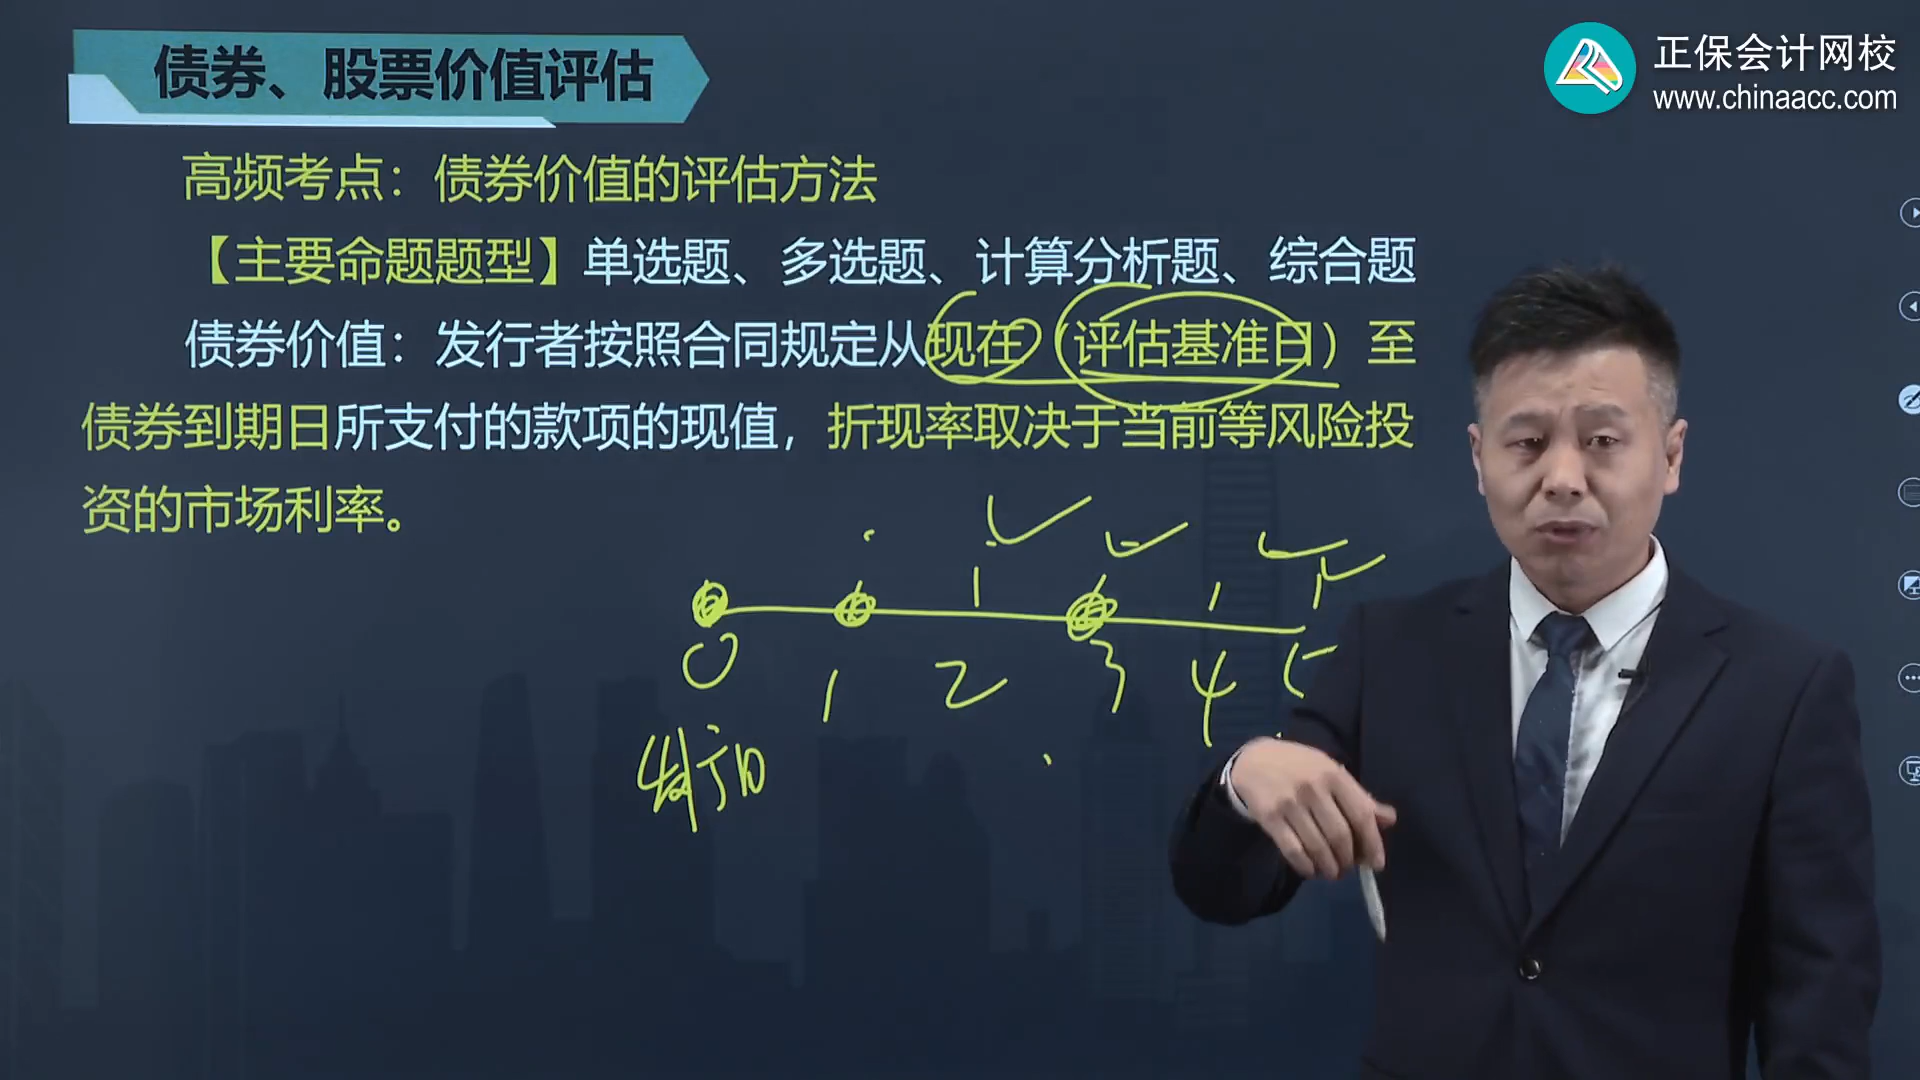 债券、股票价值评估
正保会计网校
www.chinaacc.com
高频考点：债券价值的评估方法
【主要命题题型】单选题、多选题、计算分析题、综合题
债券价值：发行者按照合同规定从现在（评估基准日）至
债券到期日所支付的款项的现值，折现率取决于当前等风险投
资的市场利率。
0 1 2 3 4 5
发行日